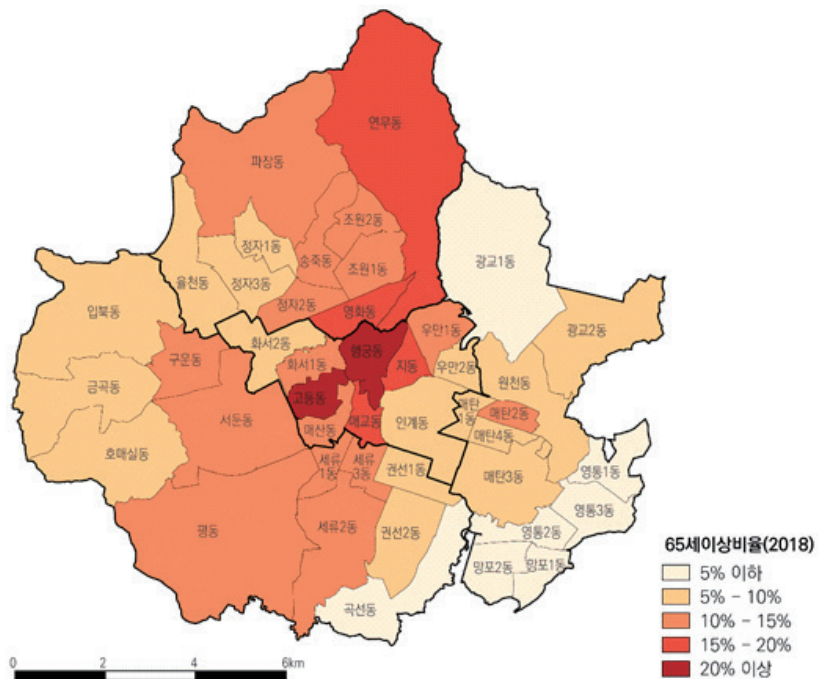 연무동
파장동
조원2동
정자1동
송죽동
조원1동
광교1동
율천동
정자3동
입북동
정자2동
영화동
우만1동
광교2동
화서2동
행궁동
구운동
화서1동
지동
우만2동
원천동
금곡동
고등동
매탄
1동
매탄2동
서둔동
매교동
인계동
매산동
매탄4동
호매실동
세류
1동
세류
3동
권선1동
매탄3동
영통1동
영통3동
평동
세류2동
권선2동
영통2동
망포2동
망포1동
곡선동
65세이상비율(2018)
5% 이하
5% - 10%
10% - 15%
15% - 20%
20% 이상
0 2 4 6km